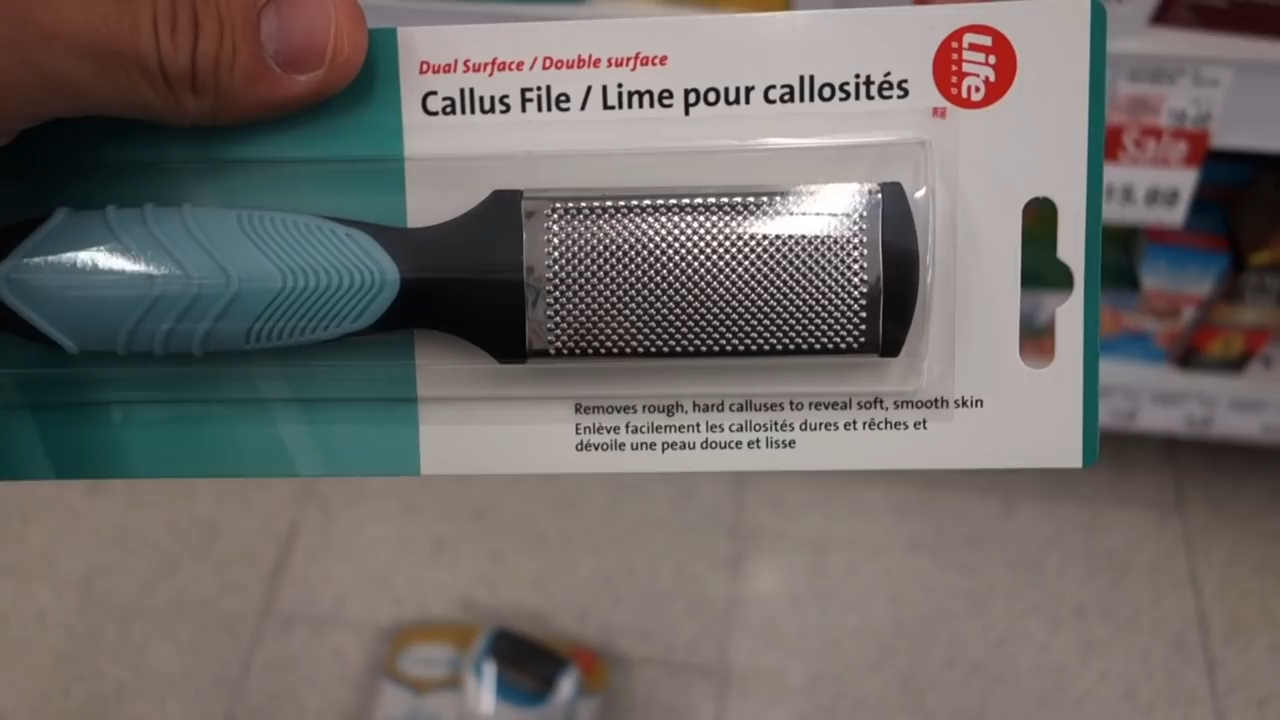 Dual Surface / Double surface
Callus File / Lime pour callosités
Life
BRAND
Removes rough, hard calluses to reveal soft, smooth skin
Enlève facilement les callosités dures et rêches et
dévoile une peau douce et lisse
Sale